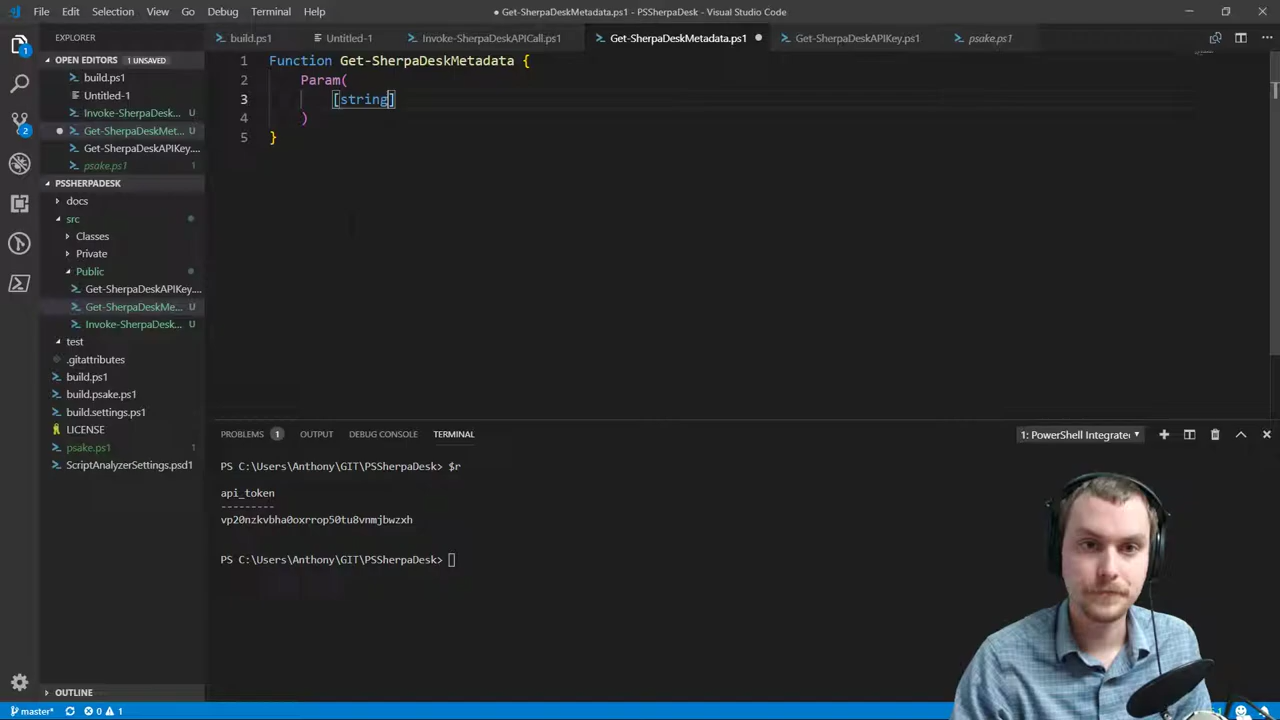 File Edit Selection View Go Debug Terminal Help
● Get-SherpaDeskMetadata.ps1 - PSSherpaDesk - Visual Studio Code
EXPLORER
OPEN EDITORS 1 UNSAVED
build.ps1
Untitled-1
Invoke-SherpaDesk...
Get-SherpaDeskMet...
Get-SherpaDeskAPIKey....
psake.ps1 1
PSSHERPADESK
docs
src
Classes
Private
Public
Get-SherpaDeskAPIKey....
Get-SherpaDeskMe... U
Invoke-SherpaDesk... U
test
.gitattributes
build.ps1
build.psake.ps1
build.settings.ps1
LICENSE
psake.ps1 1
ScriptAnalyzerSettings.psd1
OUTLINE
build.ps1 Untitled-1 Invoke-SherpaDeskAPICall.ps1 Get-SherpaDeskMetadata.ps1 Get-SherpaDeskAPIKey.ps1 psake.ps1
1 Function Get-SherpaDeskMetadata {
2 Param(
3 [string]
4 )
5 }
PROBLEMS 1 OUTPUT DEBUG CONSOLE TERMINAL
1: PowerShell Integrate
PS C:\Users\Anthony\GIT\PSSherpaDesk> $r
api_token
---------
vp20nzkvbha0oxrrop50tu8vnmjbwzxh
PS C:\Users\Anthony\GIT\PSSherpaDesk>
master* 0 1